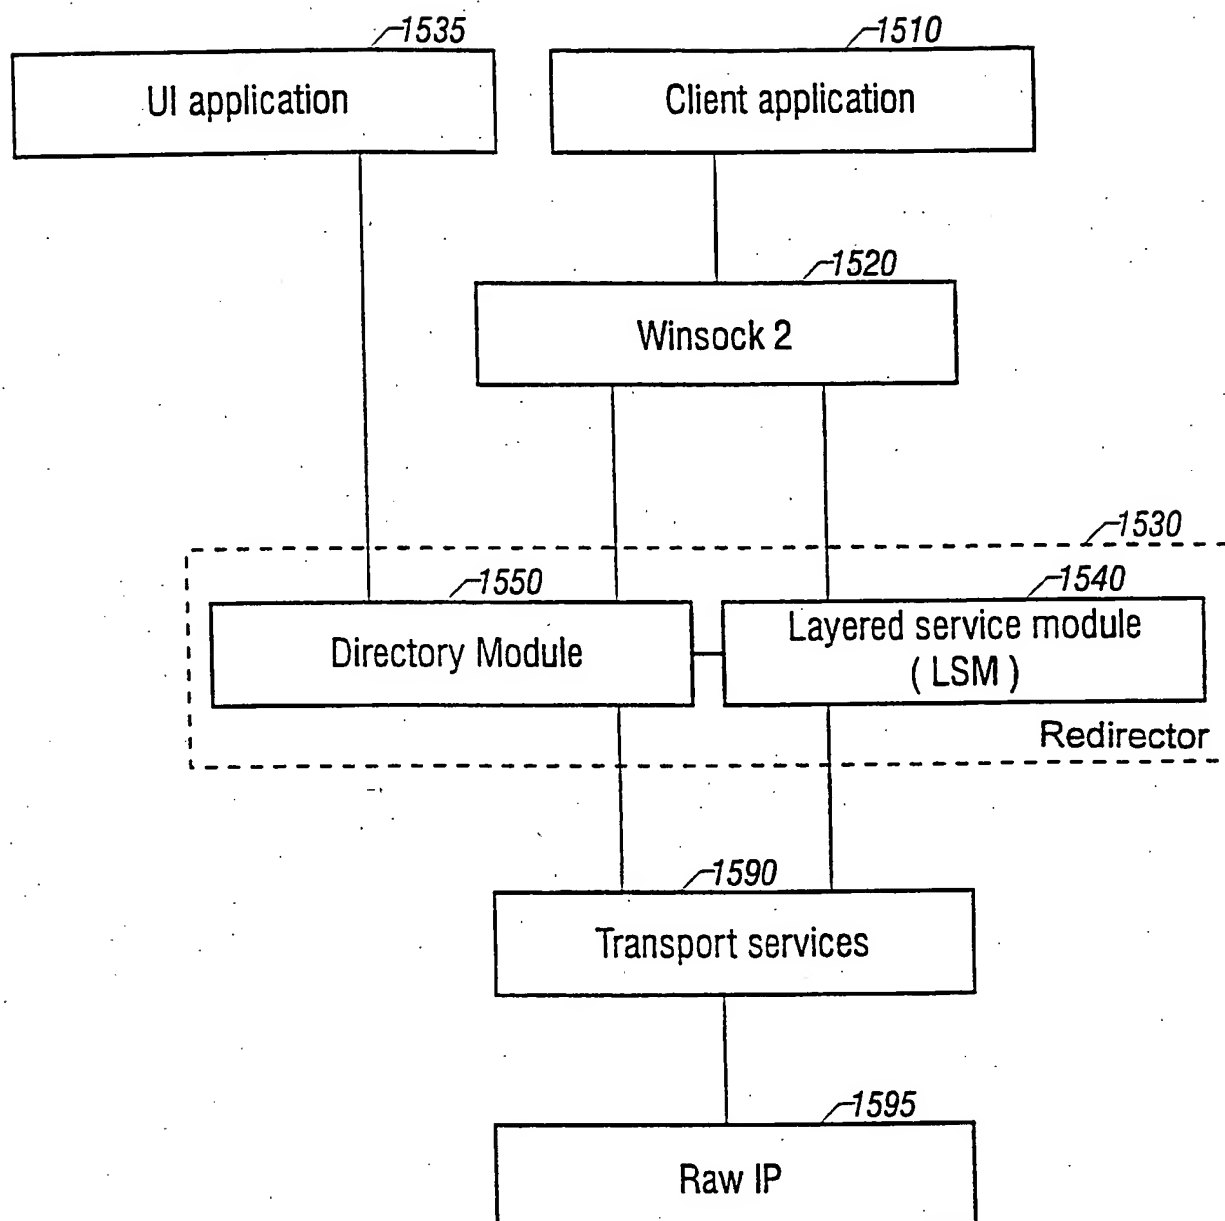 1535
1510
UI application
Client application
1520
Winsock 2
1530
1550
1540
Directory Module
Layered service module
( LSM )
Redirector
1590
Transport services
1595
Raw IP